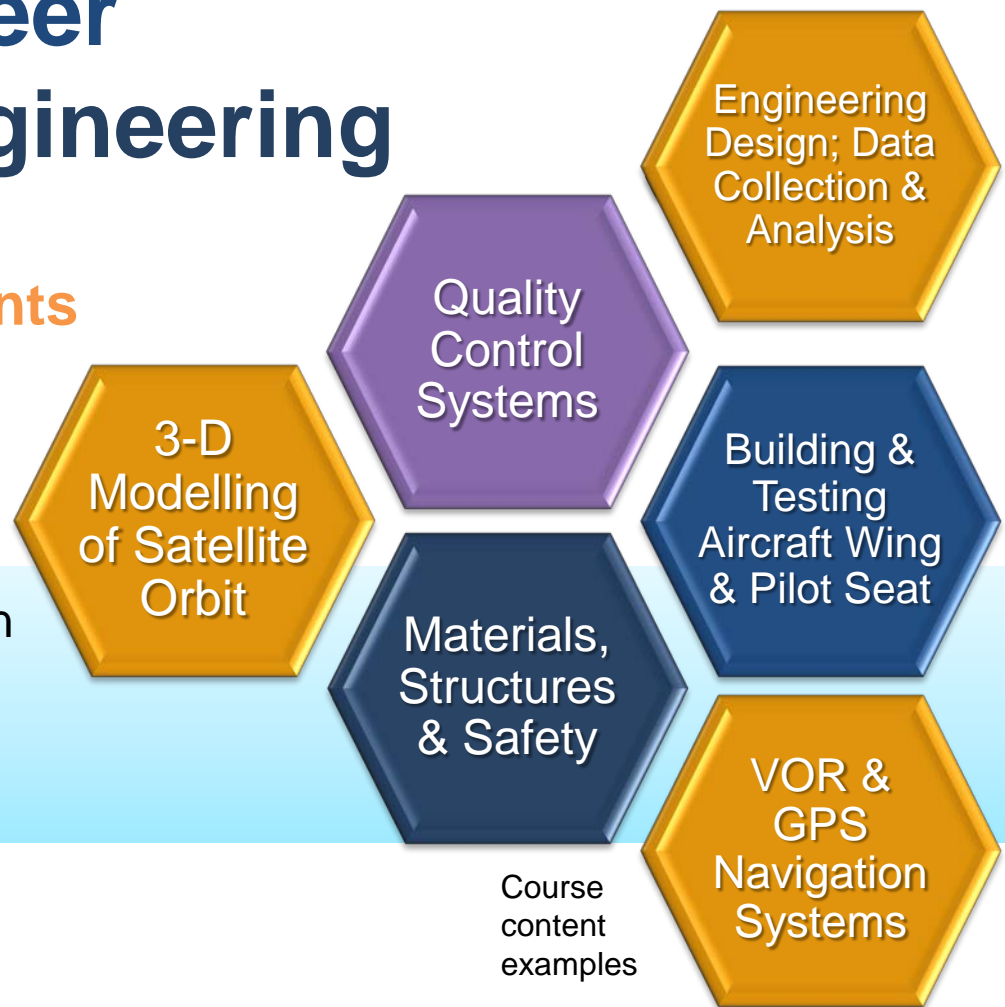 eer
gineering
nts
n
Engineering
Design; Data
Collection &
Analysis
Quality
Control
Systems
3-D
Modelling
of Satellite
Orbit
Building &
Testing
Aircraft Wing
& Pilot Seat
Materials,
Structures
& Safety
VOR &
GPS
Navigation
Systems
Course
content
examples